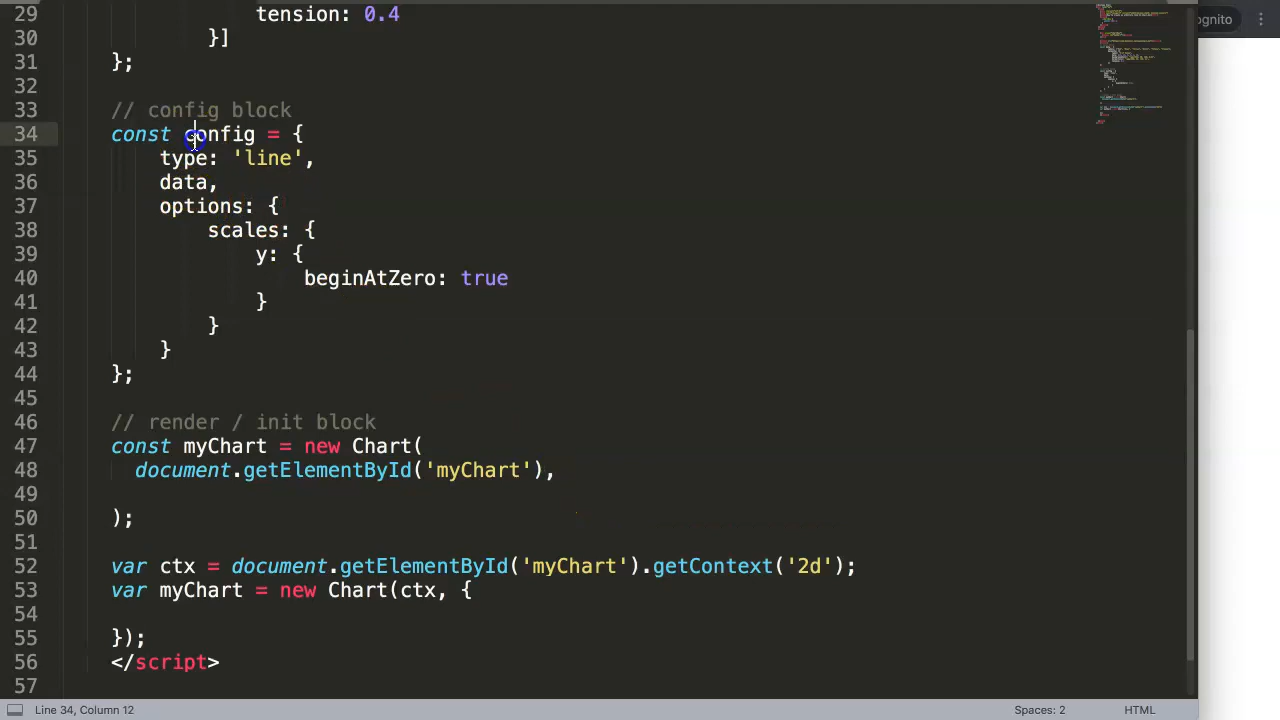 29 tension: 0.4
30 }]
31 };
32
33 // config block
34 const config = {
35 type: 'line',
36 data,
37 options: {
38 scales: {
39 y: {
40 beginAtZero: true
41 }
42 }
43 }
44 };
45
46 // render / init block
47 const myChart = new Chart(
48 document.getElementById('myChart'),
49
50 );
51
52 var ctx = document.getElementById('myChart').getContext('2d');
53 var myChart = new Chart(ctx, {
54
55 });
56 </script>
57
Line 34, Column 12
Spaces: 2
HTML
ognito